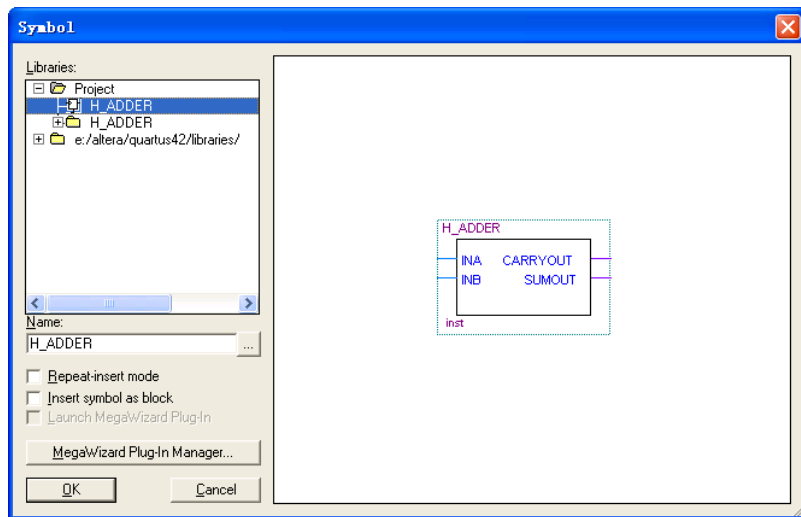 Symbol
Libraries:
Project
H_ADDER
H_ADDER
e:/altera/quartus42/libraries/
Name:
H_ADDER
...
Repeat-insert mode
Insert symbol as block
Launch MegaWizard Plug-In
MegaWizard Plug-In Manager...
OK
Cancel
H_ADDER
INA CARRYOUT
INB SUMOUT
inst